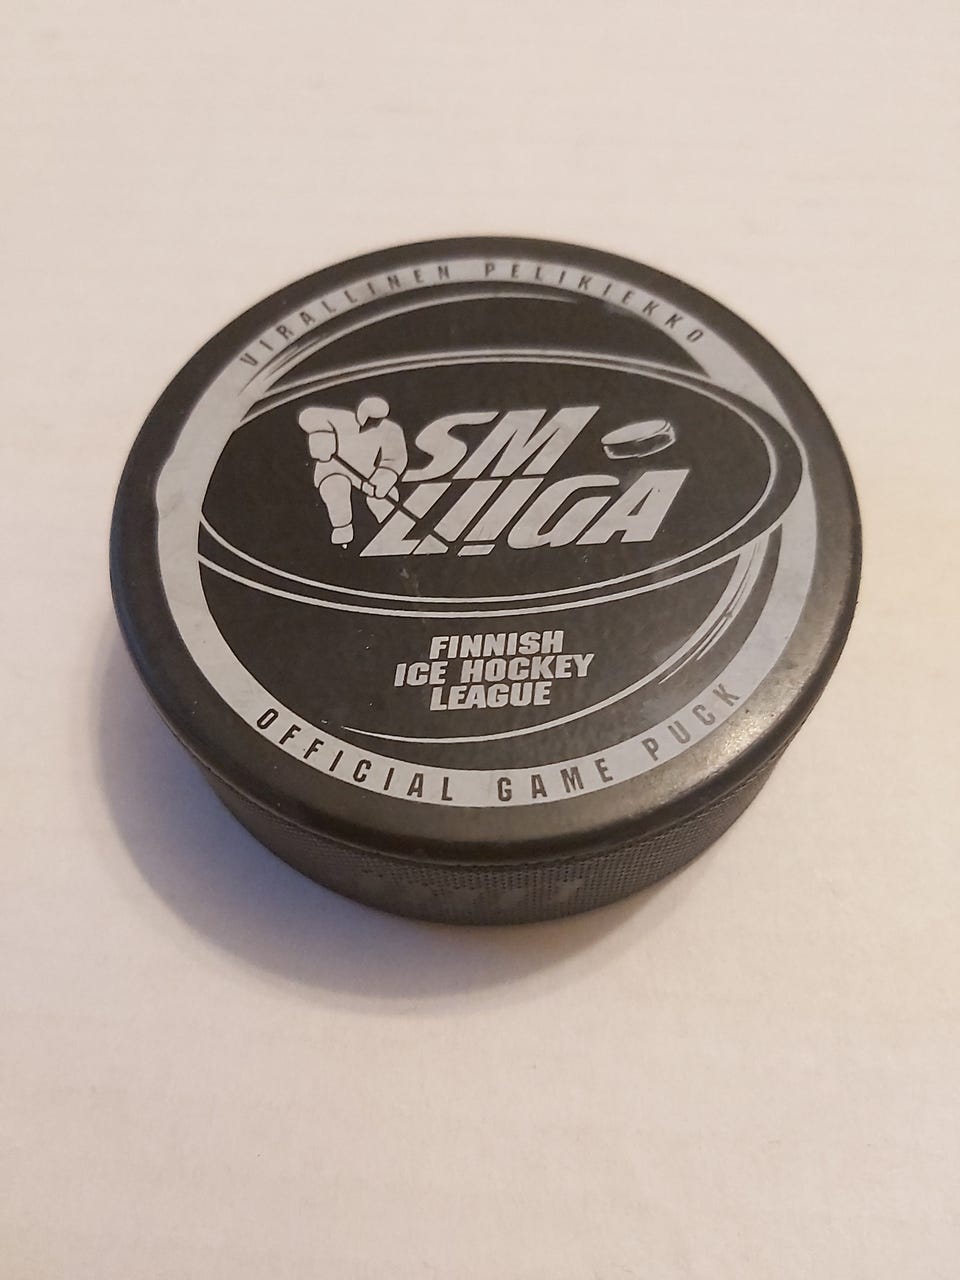 VIRALLINEN PELIKIEKKO
SM
LIIGA
FINNISH
ICE HOCKEY
LEAGUE
OFFICIAL GAME PUCK